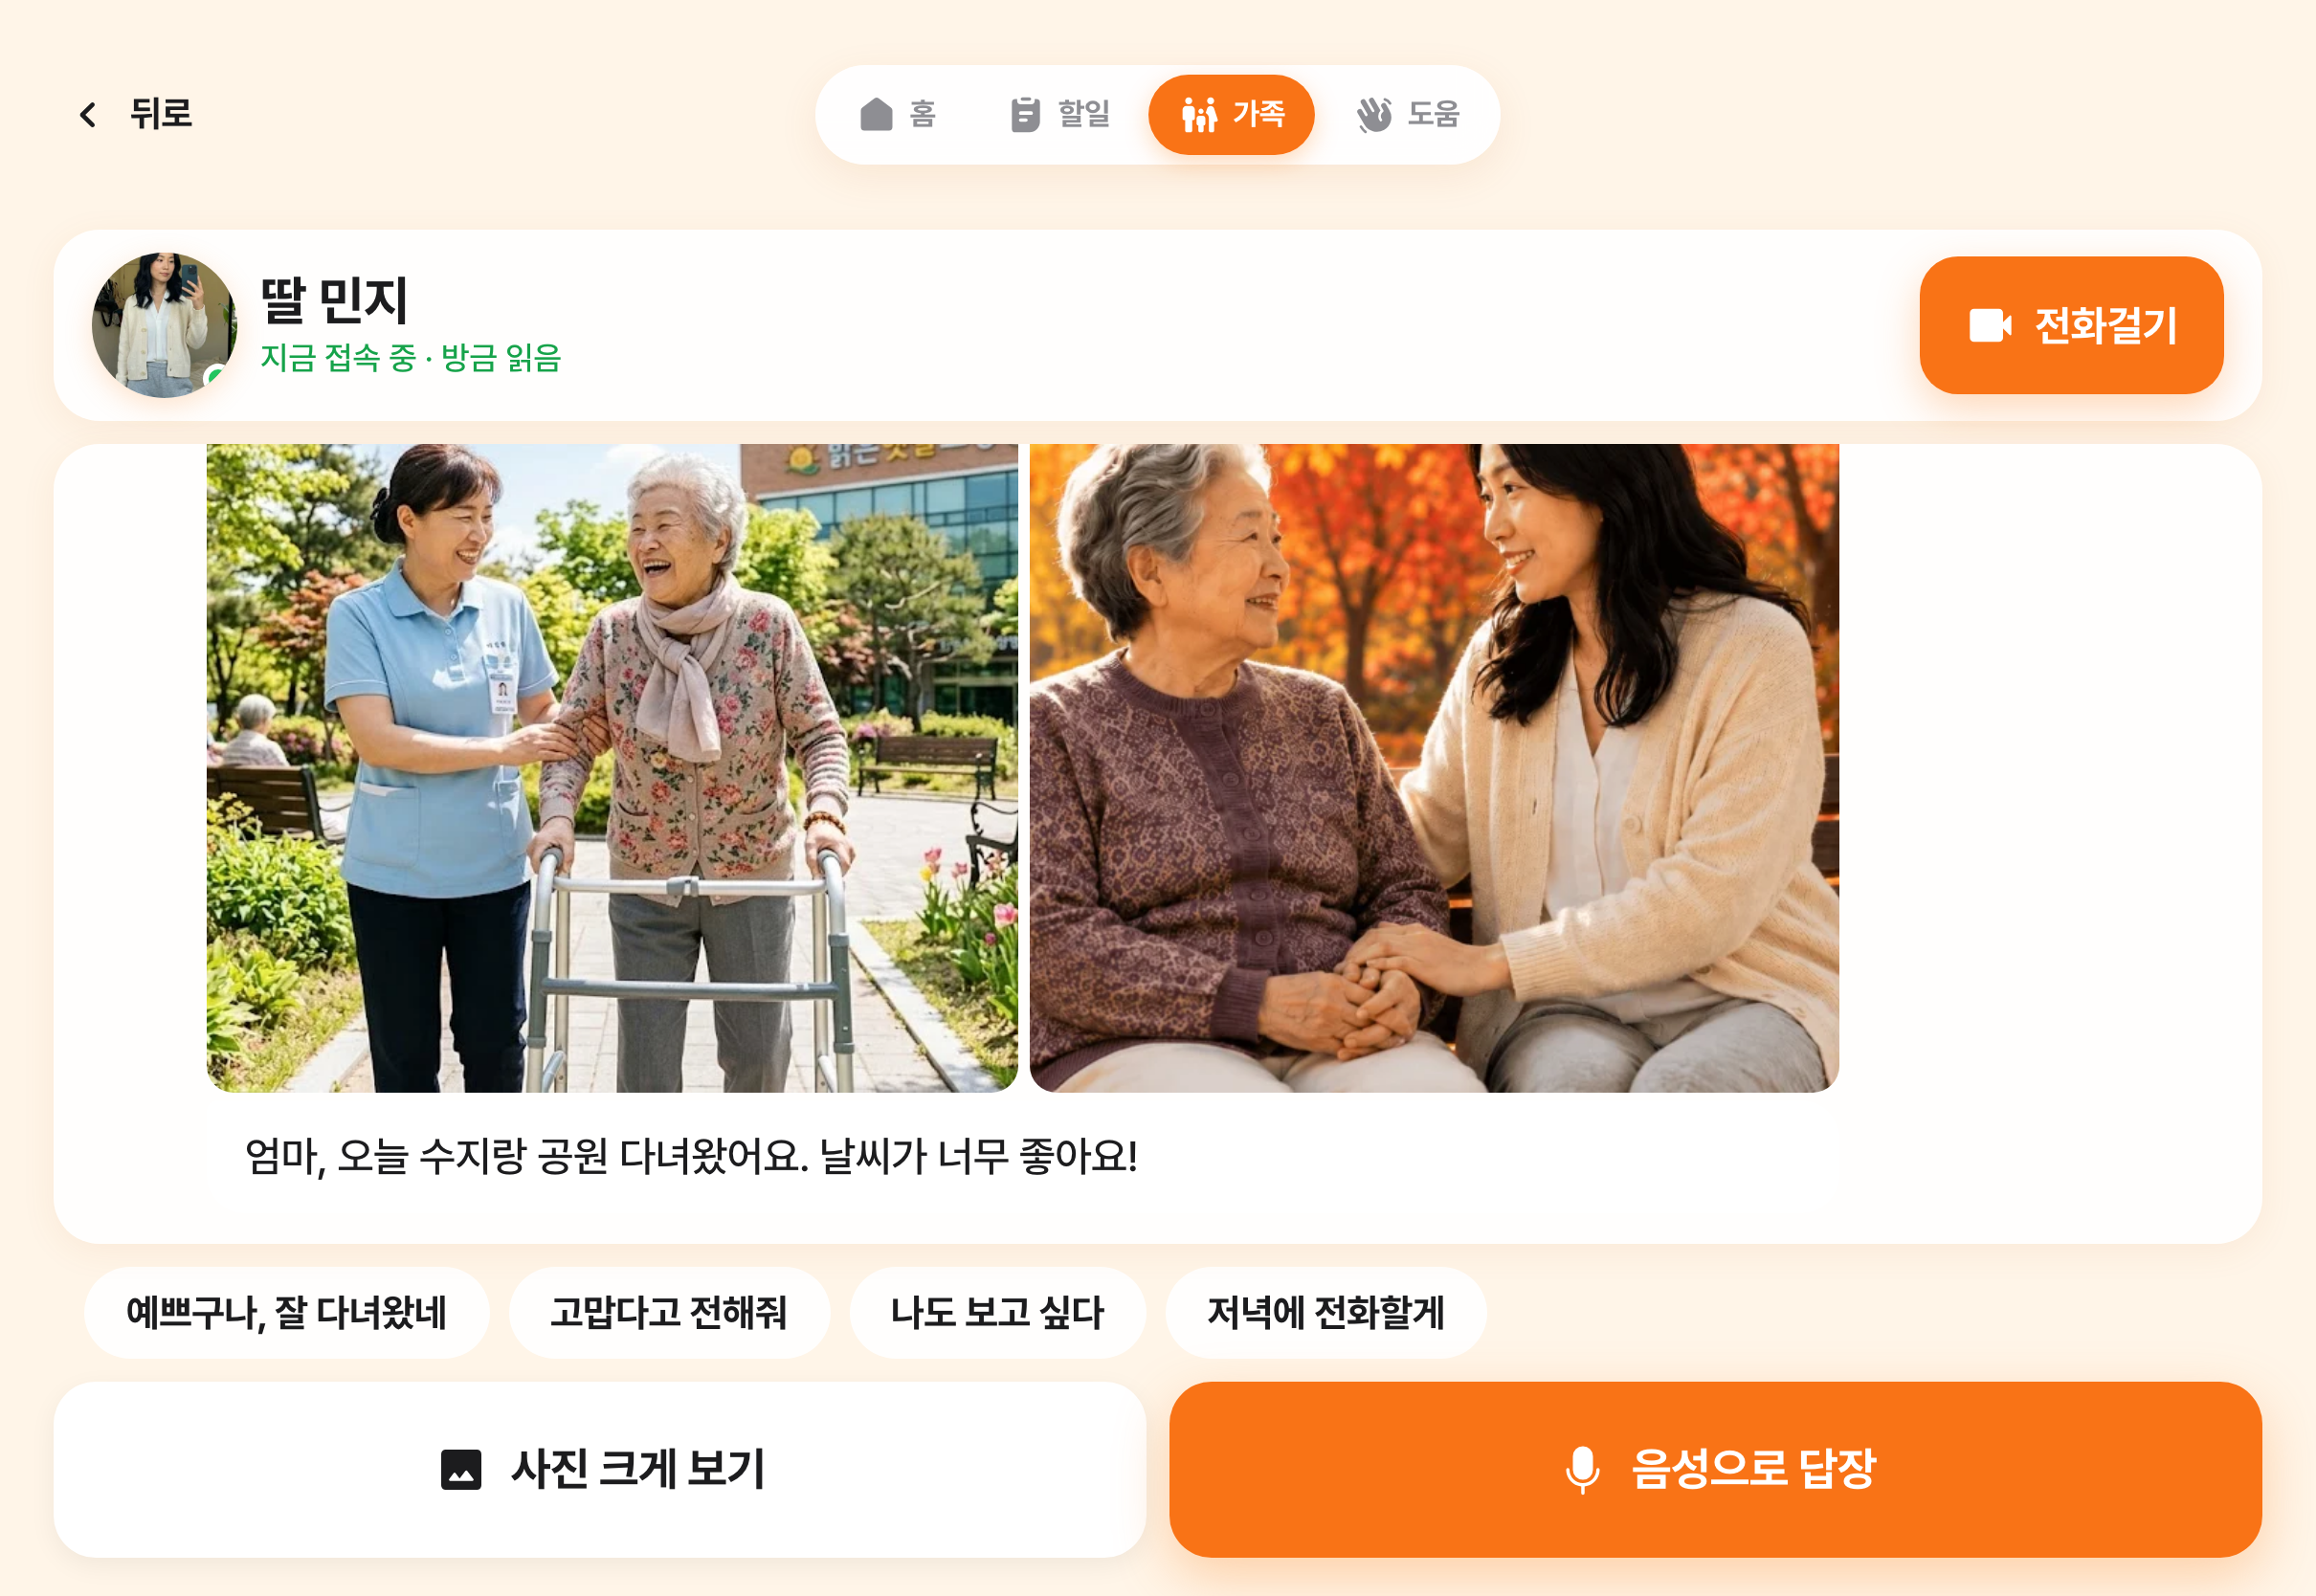 뒤로
홈
할일
가족
도움
딸 민지
지금 접속 중 · 방금 읽음
전화걸기
엄마, 오늘 수지랑 공원 다녀왔어요. 날씨가 너무 좋아요!
예쁘구나, 잘 다녀왔네
고맙다고 전해줘
나도 보고 싶다
저녁에 전화할게
사진 크게 보기
음성으로 답장